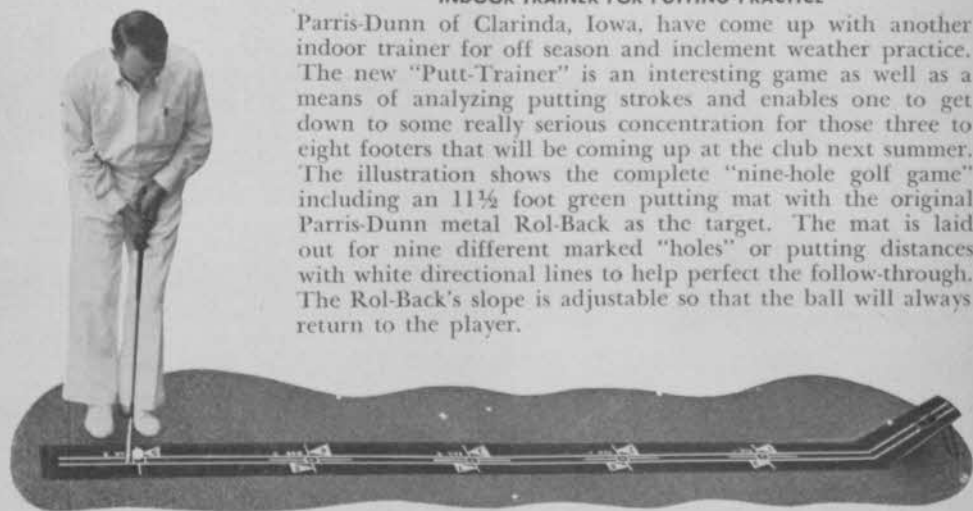 INDOOR TRAINER FOR PUTTING PRACTICE
Parris-Dunn of Clarinda, Iowa, have come up with another
indoor trainer for off season and inclement weather practice.
The new "Putt-Trainer" is an interesting game as well as a
means of analyzing putting strokes and enables one to get
down to some really serious concentration for those three to
eight footers that will be coming up at the club next summer.
The illustration shows the complete "nine-hole golf game"
including an 11½ foot green putting mat with the original
Parris-Dunn metal Rol-Back as the target. The mat is laid
out for nine different marked "holes" or putting distances
with white directional lines to help perfect the follow-through.
The Rol-Back's slope is adjustable so that the ball will always
return to the player.